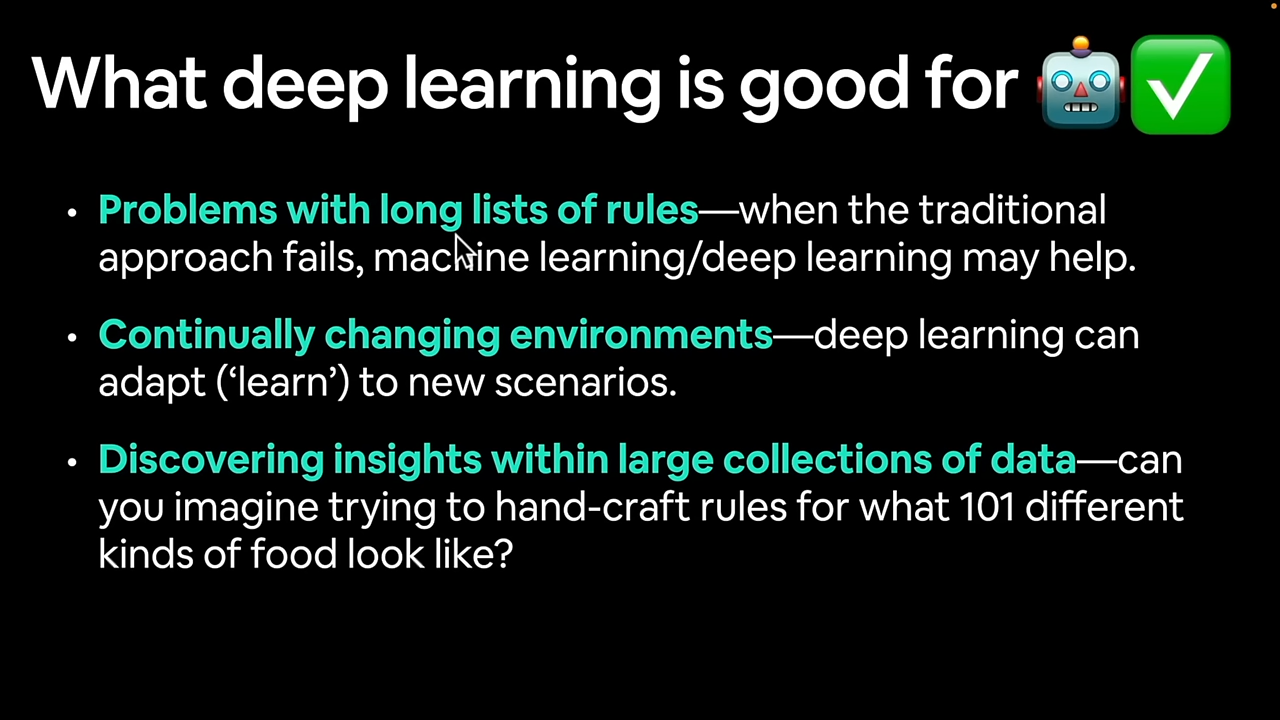 What deep learning is good for 🤖✅
• Problems with long lists of rules—when the traditional
approach fails, machine learning/deep learning may help.
• Continually changing environments—deep learning can
adapt (‘learn’) to new scenarios.
• Discovering insights within large collections of data—can
you imagine trying to hand-craft rules for what 101 different
kinds of food look like?